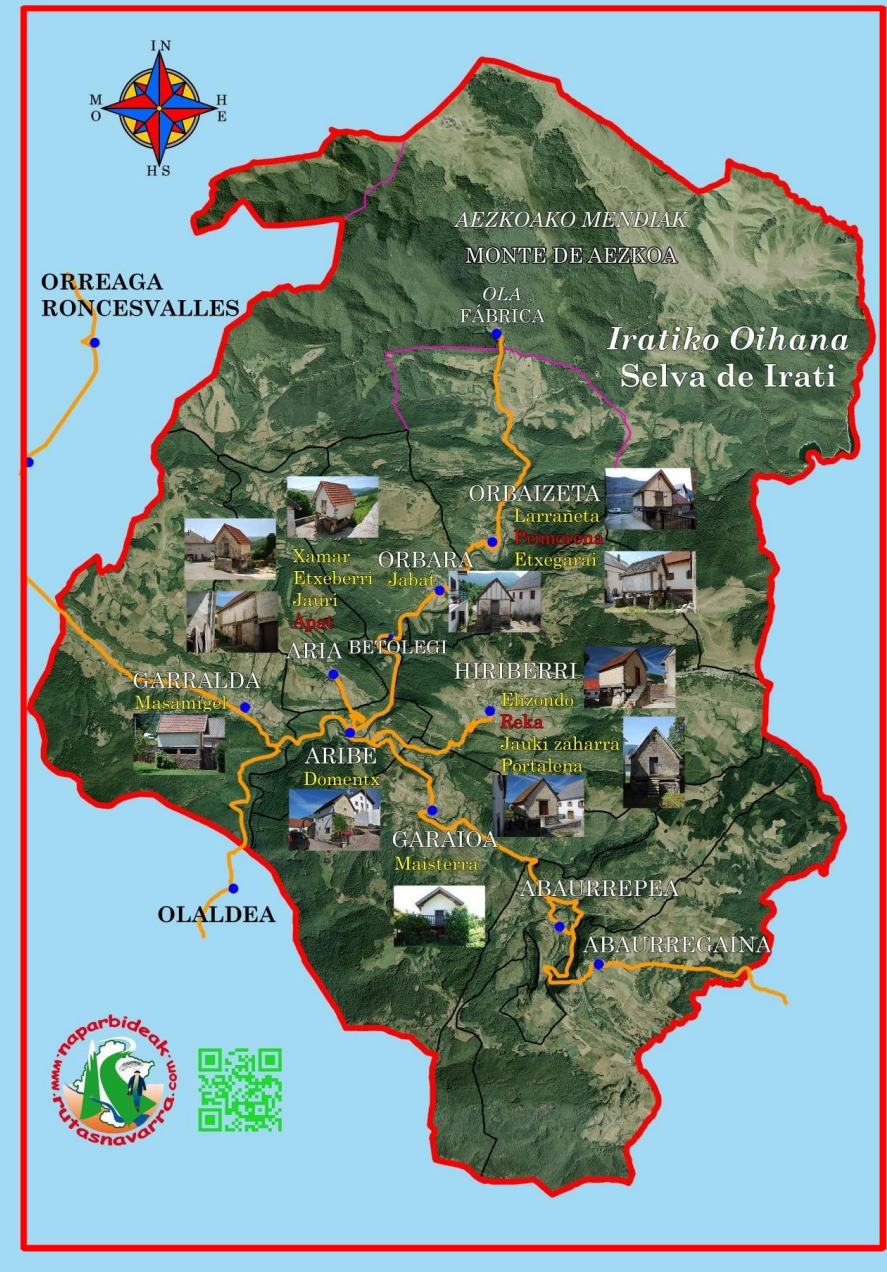 IN
M
O
H
E
HS
AEZKOAKO MENDIAK
MONTE DE AEZKOA
OLA
FÁBRICA
ORREAGA
RONCESVALLES
Iratiko Oihana
Selva de Irati
ORBAIZETA
Larrañeta
Primorena
Etxegarai
Xamar
Etxeberri
Jauri
Apat
ORBARA
Jabat
ARIA
BETOLEGI
GARRALDA
Masamigel
HIRIBERRI
Elizondo
Reka
Jauki zaharra
Portalena
ARIBE
Domentx
GARAIOA
Maisterra
ABAURREPEA
OLALDEA
ABAURREGAINA
www.naparbideak.com
rutasnavarra